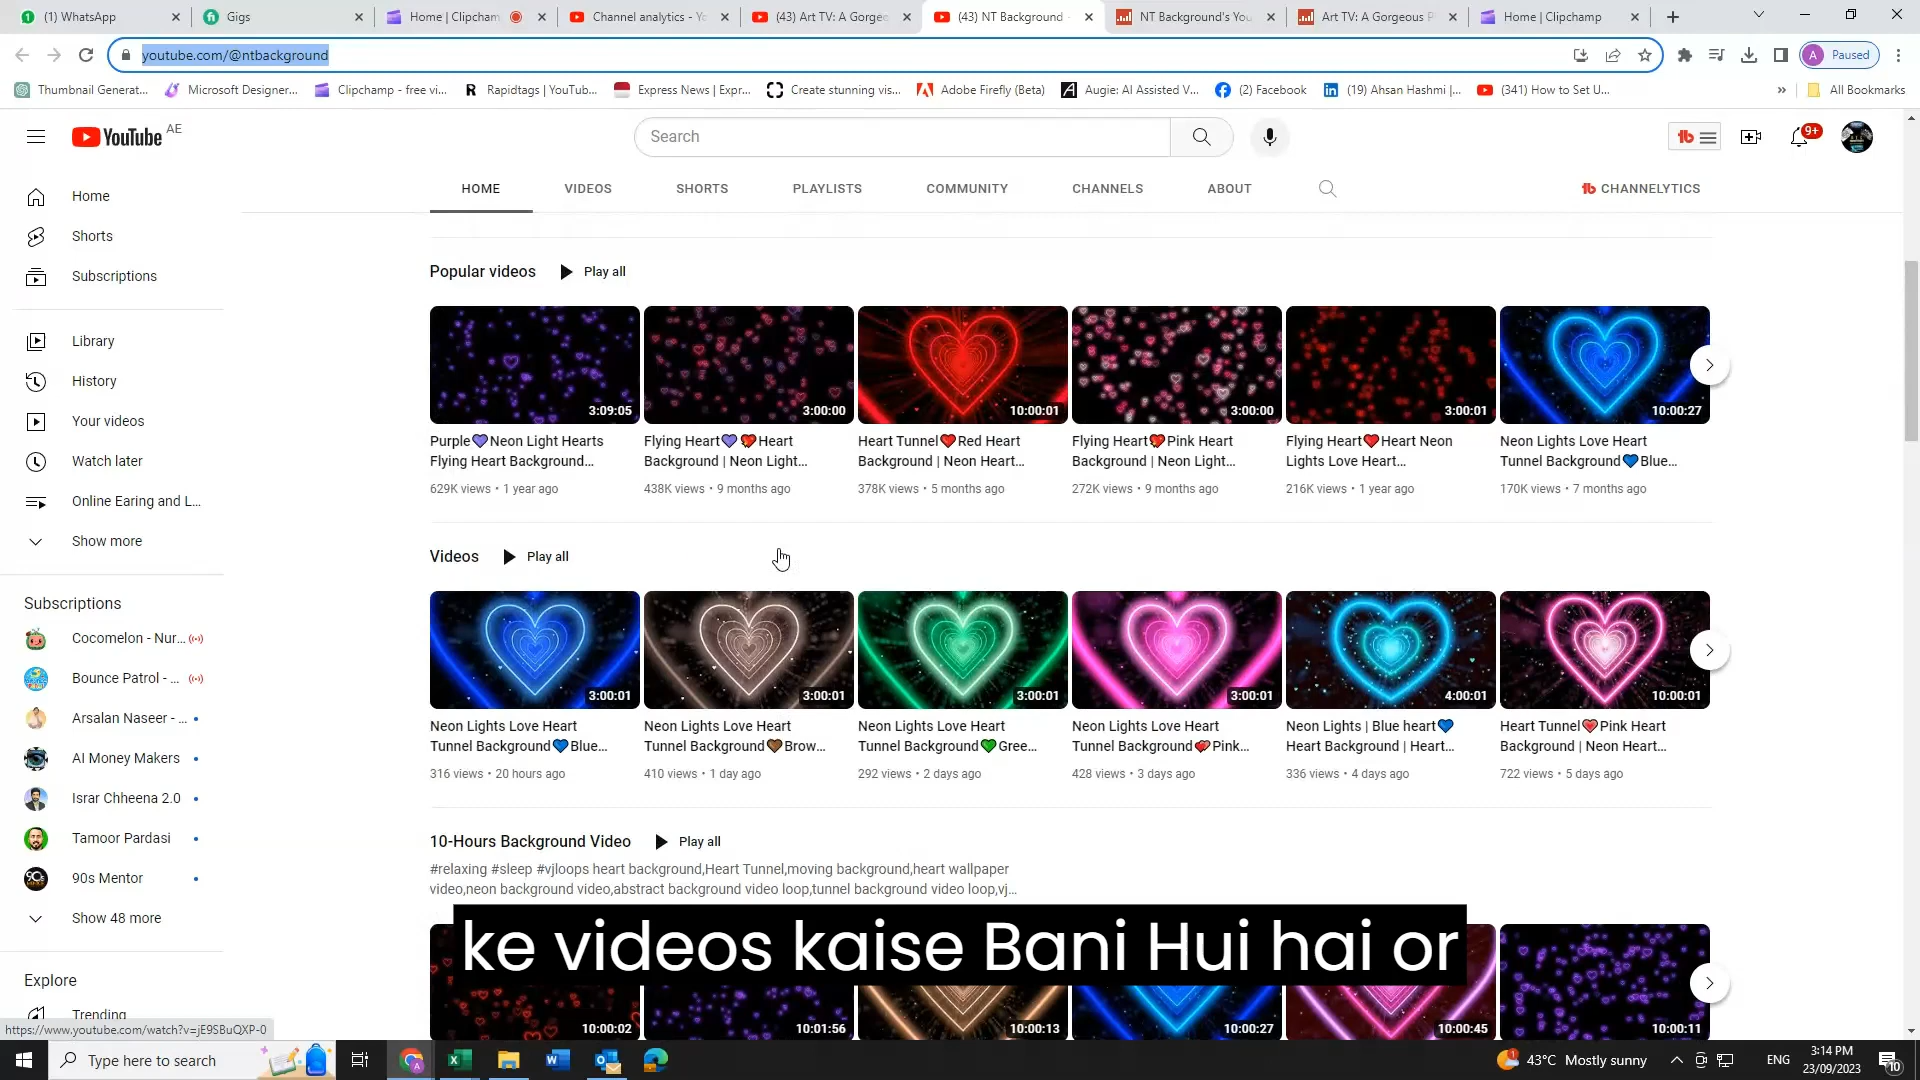 (1) WhatsApp
Gigs
Home | Clipcham
Channel analytics - Yo
(43) Art TV: A Gorgeo
(43) NT Background -
NT Background's You
Art TV: A Gorgeous P
Home | Clipchamp
youtube.com/@ntbackground
A Paused
Thumbnail Generat...
Microsoft Designer...
Clipchamp - free vi...
Rapidtags | YouTub...
Express News | Expr...
Create stunning vis...
Adobe Firefly (Beta)
Augie: AI Assisted V...
(2) Facebook
(19) Ahsan Hashmi |...
(341) How to Set U...
»
All Bookmarks
YouTube AE
Search
9+
HOME
VIDEOS
SHORTS
PLAYLISTS
COMMUNITY
CHANNELS
ABOUT
CHANNELYTICS
Home
Shorts
Subscriptions
Library
History
Your videos
Watch later
Online Earing and L...
Show more
Subscriptions
Cocomelon - Nur...
Bounce Patrol - ...
Arsalan Naseer - ...
AI Money Makers
Israr Chheena 2.0
Tamoor Pardasi
90s Mentor
Show 48 more
Explore
Trending
Popular videos
Play all
3:09:05
3:00:00
10:00:01
3:00:00
3:00:01
10:00:27
Purple💜Neon Light Hearts
Flying Heart Background...
629K views • 1 year ago
Flying Heart💜 💖Heart
Background | Neon Light...
438K views • 9 months ago
Heart Tunnel❤️Red Heart
Background | Neon Heart...
378K views • 5 months ago
Flying Heart💖Pink Heart
Background | Neon Light...
272K views • 9 months ago
Flying Heart❤️Heart Neon
Lights Love Heart...
216K views • 1 year ago
Neon Lights Love Heart
Tunnel Background💙Blue...
170K views • 7 months ago
Videos
Play all
3:00:01
3:00:01
3:00:01
3:00:01
4:00:01
10:00:01
Neon Lights Love Heart
Tunnel Background💙Blue...
316 views • 20 hours ago
Neon Lights Love Heart
Tunnel Background🤎Brow...
410 views • 1 day ago
Neon Lights Love Heart
Tunnel Background💚Gree...
292 views • 2 days ago
Neon Lights Love Heart
Tunnel Background💞Pink...
428 views • 3 days ago
Neon Lights | Blue heart💙
Heart Background | Heart...
336 views • 4 days ago
Heart Tunnel💗Pink Heart
Background | Neon Heart...
722 views • 5 days ago
10-Hours Background Video
Play all
#relaxing #sleep #vjloops heart background,Heart Tunnel,moving background,heart wallpaper
video,neon background video,abstract background video loop,tunnel background video loop,vj...
ke videos kaise Bani Hui hai or
10:00:02
10:01:56
10:00:13
10:00:27
10:00:45
10:00:11
https://www.youtube.com/watch?v=jE9SBuQXP-0
Type here to search
43°C Mostly sunny
ENG
3:14 PM
23/09/2023
10